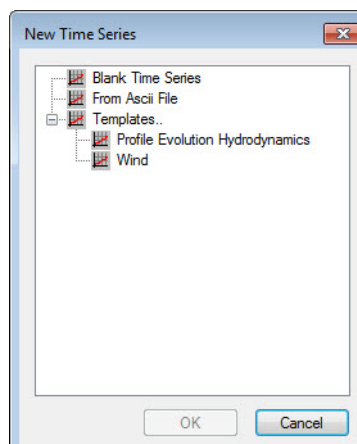 New Time Series
Blank Time Series
From Ascii File
Templates..
Profile Evolution Hydrodynamics
Wind
OK
Cancel